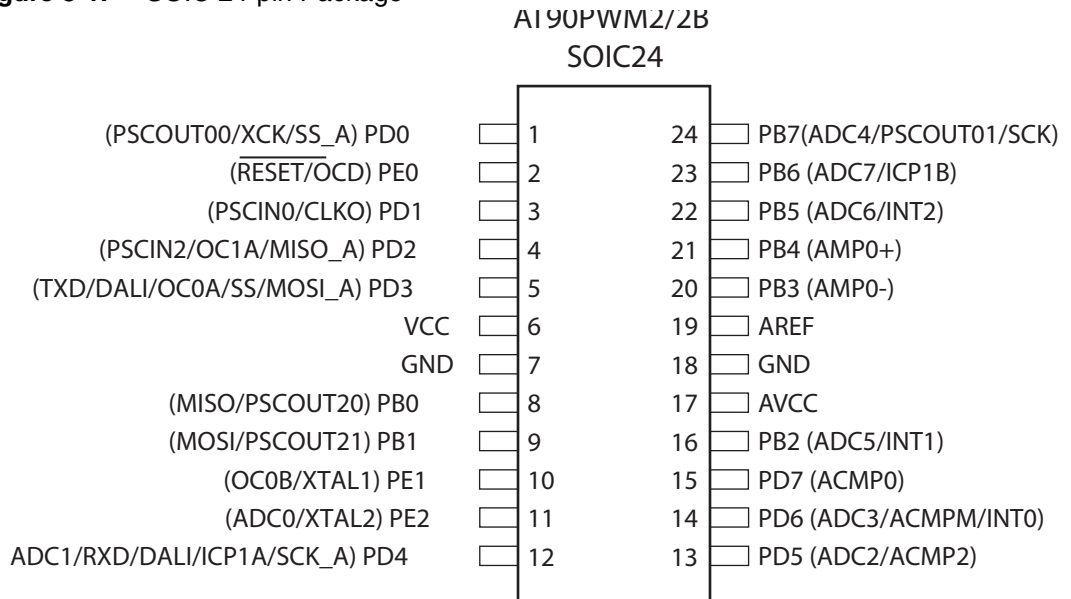 SOIC 24-pin Package
AT90PWM2/2B
SOIC24
(PSCOUT00/XCK/SS_A) PD0 1 24 PB7(ADC4/PSCOUT01/SCK)
(RESET/OCD) PE0 2 23 PB6 (ADC7/ICP1B)
(PSCIN0/CLKO) PD1 3 22 PB5 (ADC6/INT2)
(PSCIN2/OC1A/MISO_A) PD2 4 21 PB4 (AMP0+)
(TXD/DALI/OC0A/SS/MOSI_A) PD3 5 20 PB3 (AMP0-)
VCC 6 19 AREF
GND 7 18 GND
(MISO/PSCOUT20) PB0 8 17 AVCC
(MOSI/PSCOUT21) PB1 9 16 PB2 (ADC5/INT1)
(OC0B/XTAL1) PE1 10 15 PD7 (ACMP0)
(ADC0/XTAL2) PE2 11 14 PD6 (ADC3/ACMPM/INT0)
ADC1/RXD/DALI/ICP1A/SCK_A) PD4 12 13 PD5 (ADC2/ACMP2)